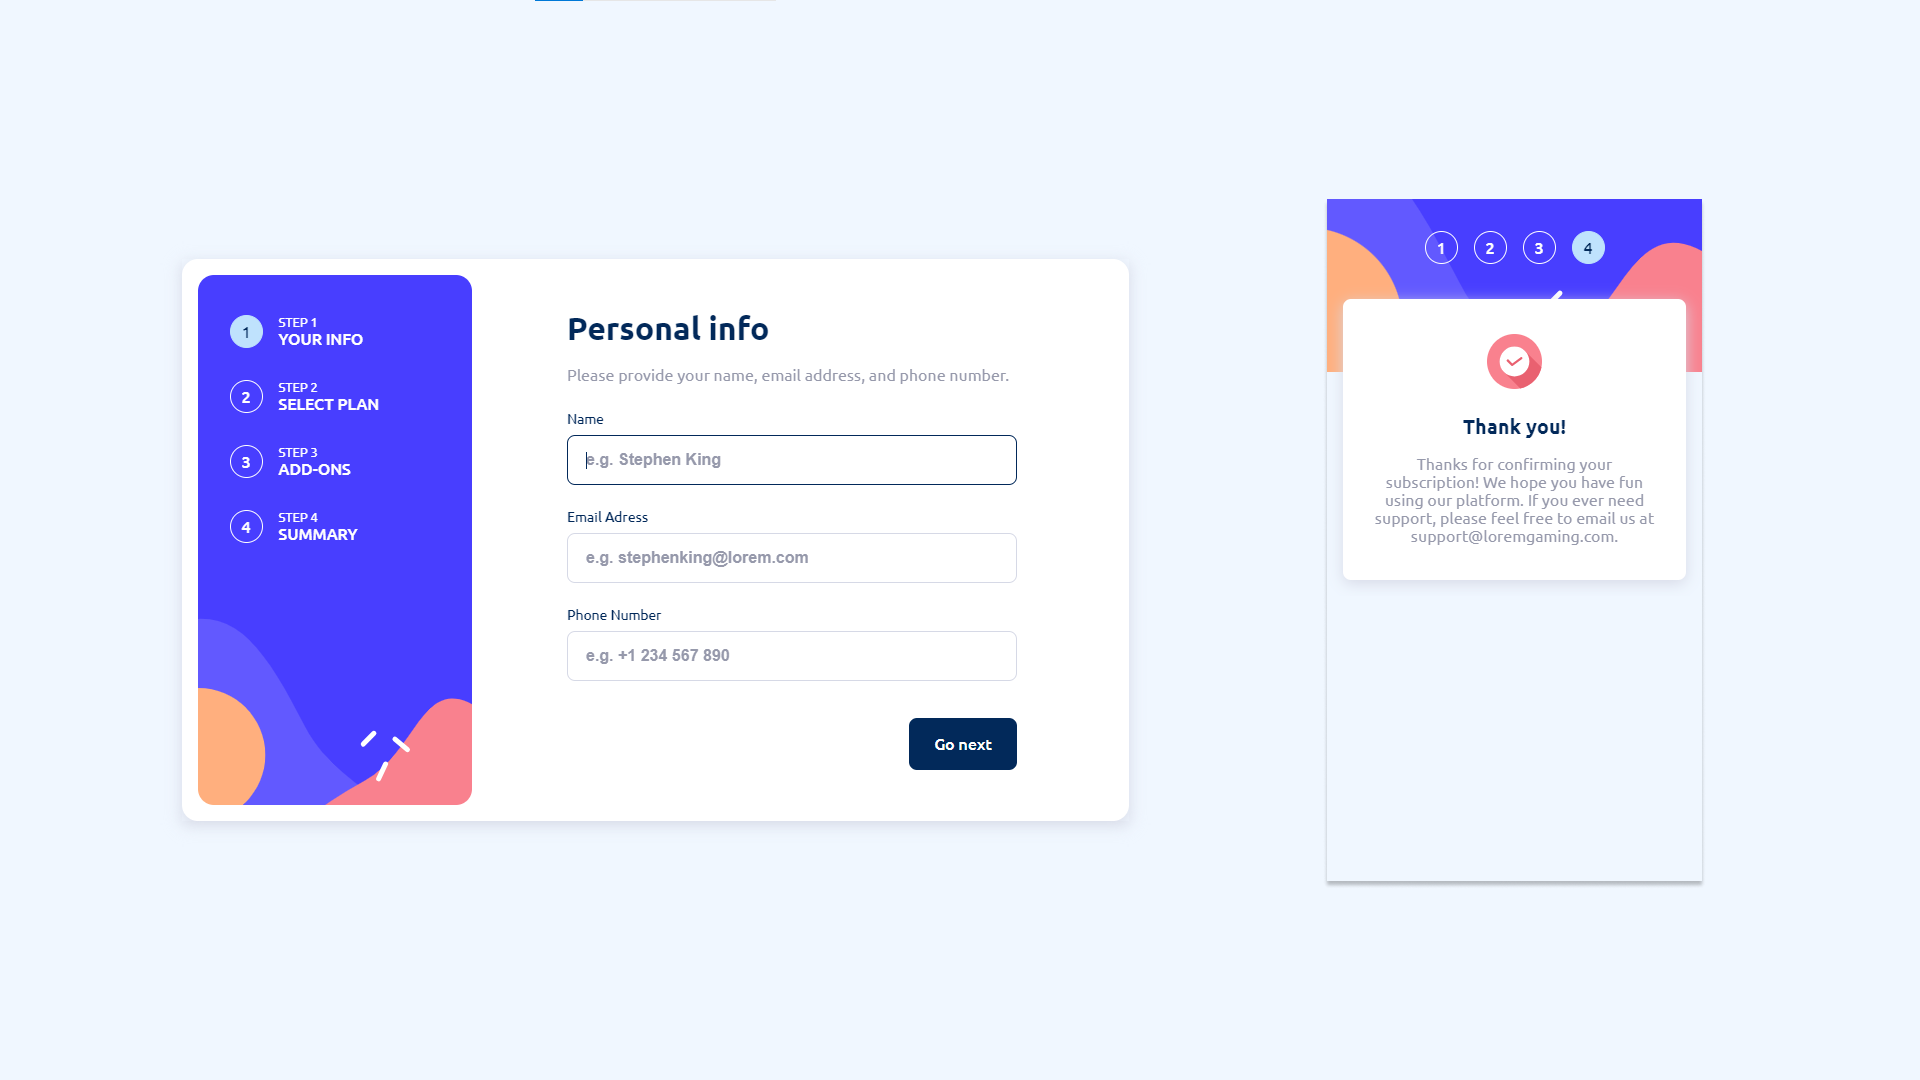 1
STEP 1
YOUR INFO
2
STEP 2
SELECT PLAN
3
STEP 3
ADD-ONS
4
STEP 4
SUMMARY
Personal info
Please provide your name, email address, and phone number.
Name
e.g. Stephen King
Email Adress
e.g. stephenking@lorem.com
Phone Number
e.g. +1 234 567 890
Go next
1 2 3 4
Thank you!
Thanks for confirming your
subscription! We hope you have fun
using our platform. If you ever need
support, please feel free to email us at
support@loremgaming.com.